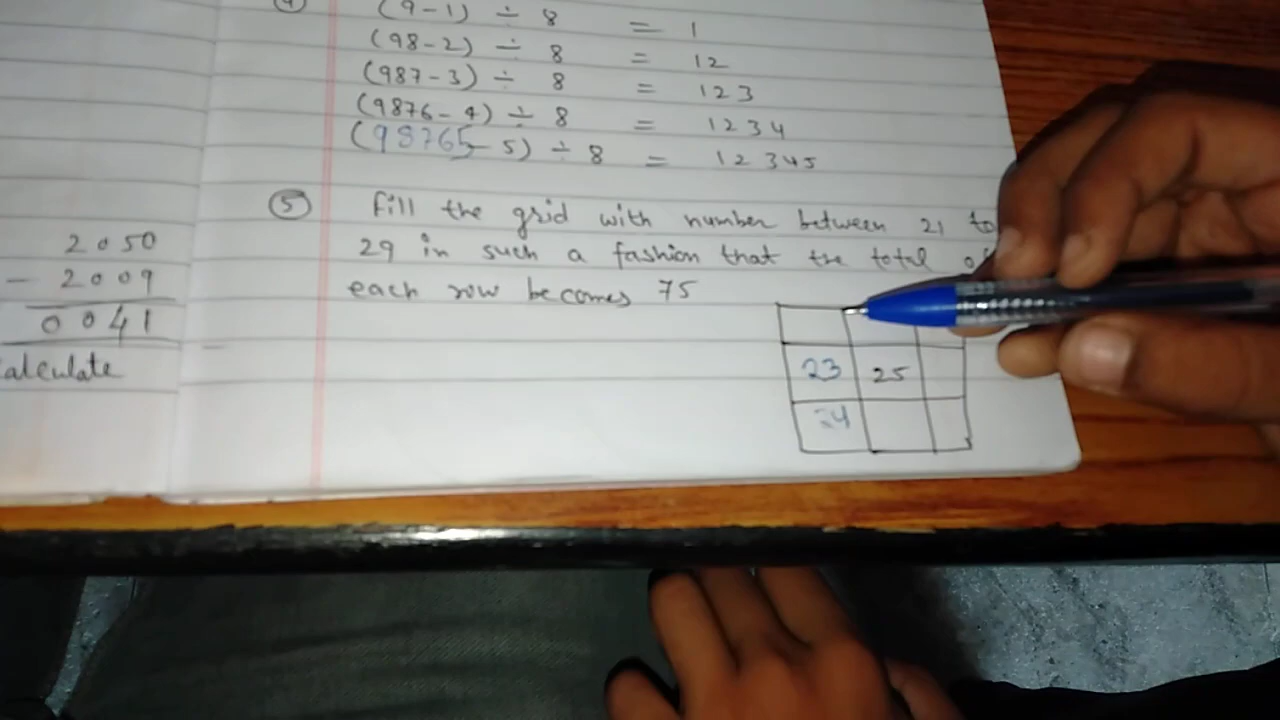 4
(9-1) ÷ 8 = 1
(98-2) ÷ 8 = 12
(987-3) ÷ 8 = 123
(9876-4) ÷ 8 = 1234
(98765-5) ÷ 8 = 12345
5 Fill the grid with number between 21 to
29 in such a fashion that the total of
each row becomes 75
23 25
24
2050
- 2009
0041
alculate